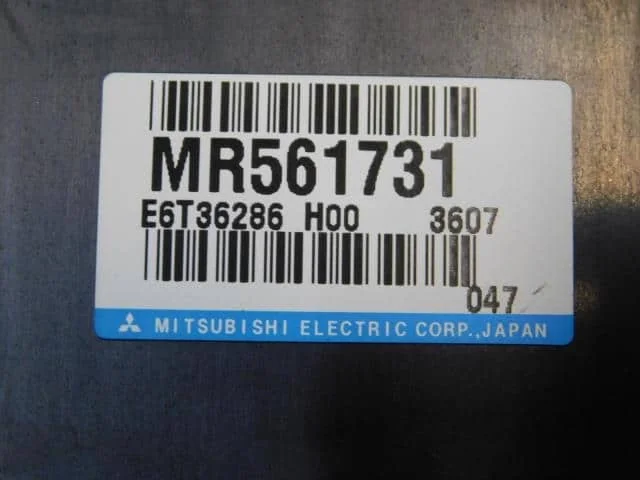 MR561731
E6T36286 H00 3607
047
MITSUBISHI ELECTRIC CORP.,JAPAN